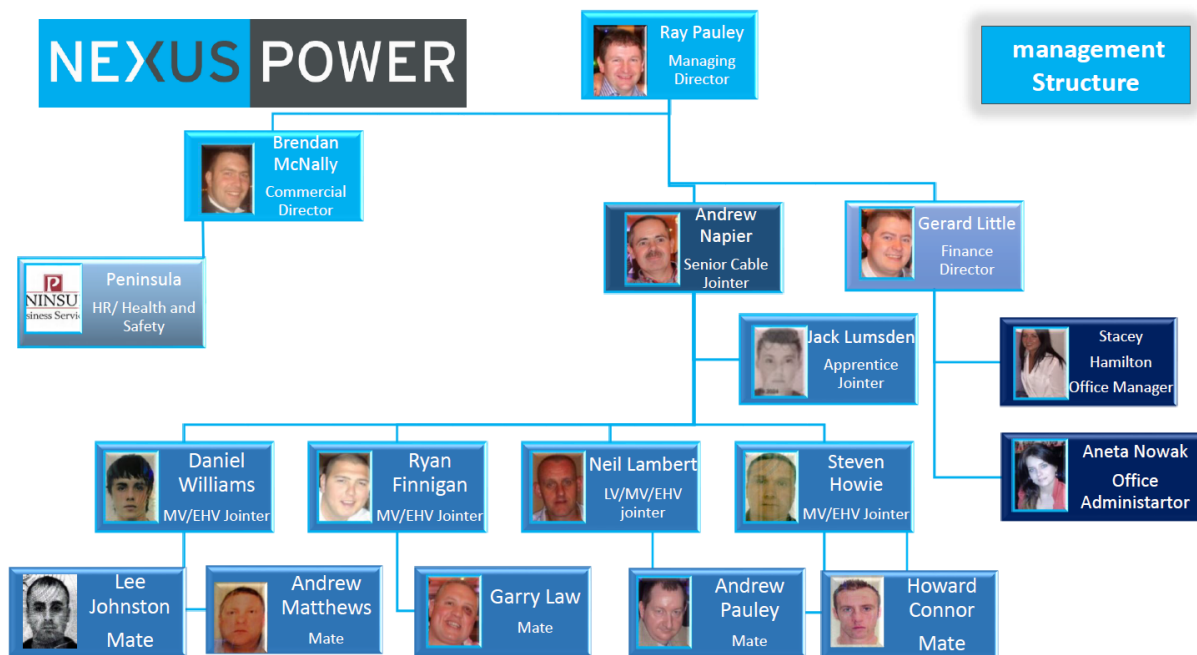 NEXUS POWER
Ray Pauley
Managing
Director
management
Structure
Brendan
McNally
Commercial
Director
Andrew
Napier
Senior Cable
Jointer
Gerard Little
Finance
Director
Peninsula
HR/ Health and
Safety
P
NINSU
siness Servic
Jack Lumsden
Apprentice
Jointer
Stacey
Hamilton
Office Manager
Daniel
Williams
MV/EHV Jointer
Ryan
Finnigan
MV/EHV Jointer
Neil Lambert
LV/MV/EHV
jointer
Steven
Howie
MV/EHV Jointer
Aneta Nowak
Office
Administartor
Lee
Johnston
Mate
Andrew
Matthews
Mate
Garry Law
Mate
Andrew
Pauley
Mate
Howard
Connor
Mate